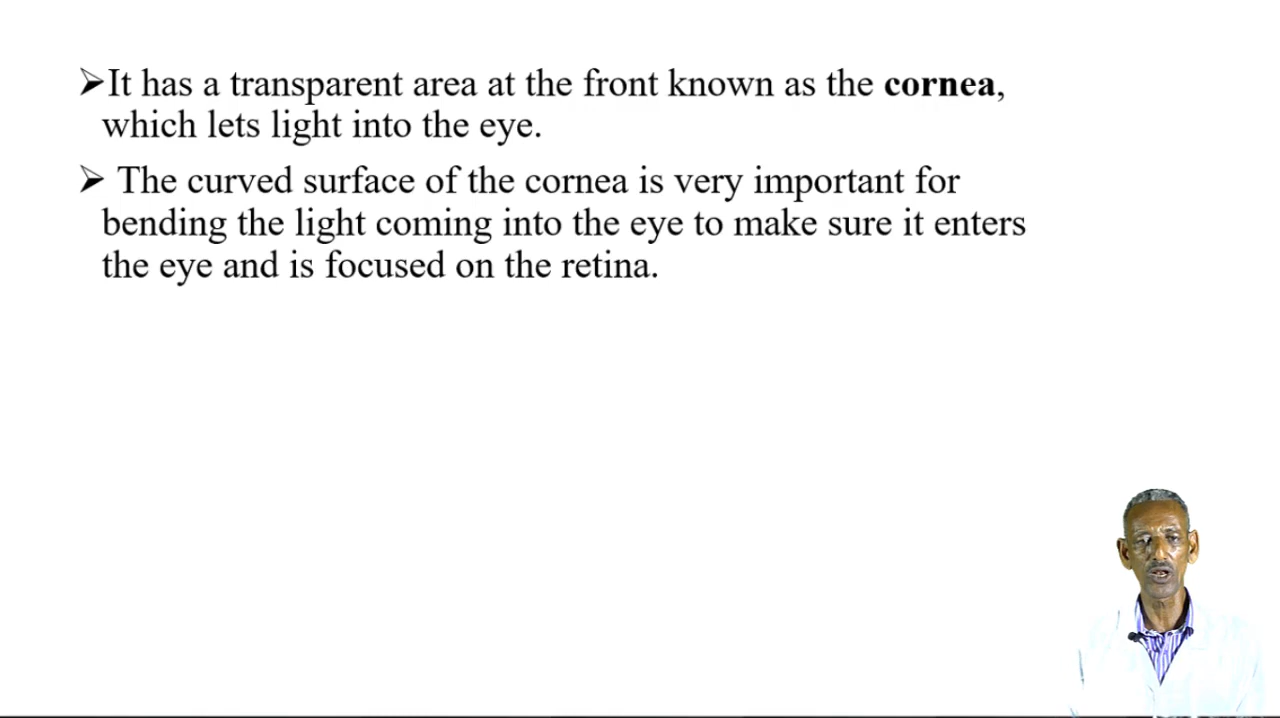 ➢It has a transparent area at the front known as the cornea,
which lets light into the eye.
➢ The curved surface of the cornea is very important for
bending the light coming into the eye to make sure it enters
the eye and is focused on the retina.